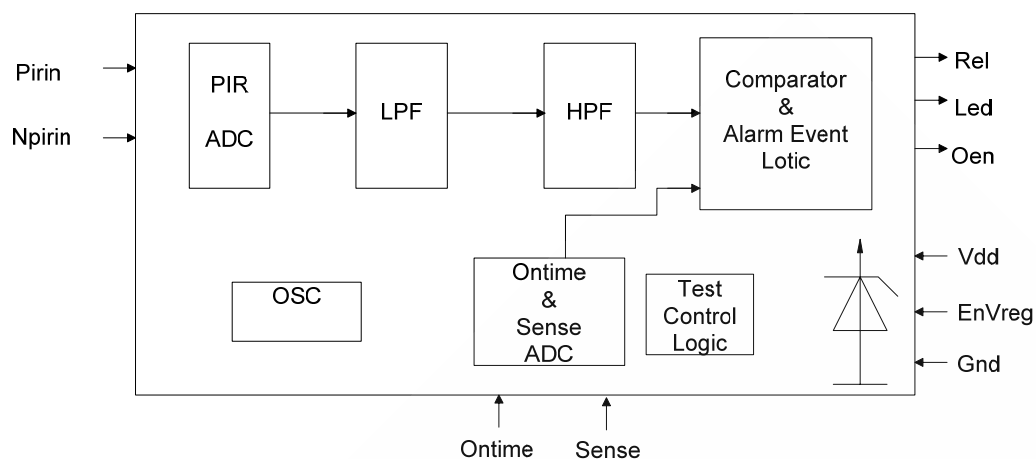 Pirin
Npirin
PIR
ADC
LPF
HPF
Comparator
&
Alarm Event
Lotic
Rel
Led
Oen
OSC
Ontime
&
Sense
ADC
Test
Control
Logic
Vdd
EnVreg
Gnd
Ontime
Sense